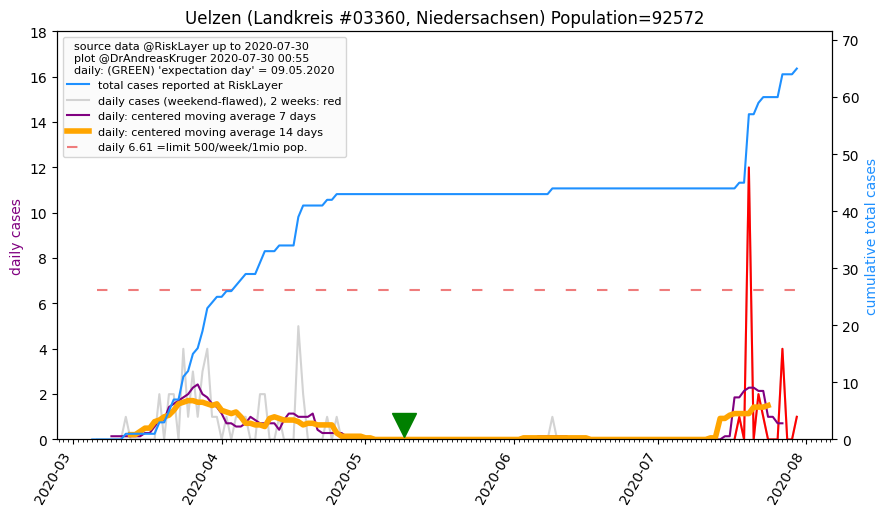 Uelzen (Landkreis #03360, Niedersachsen) Population=92572
source data @RiskLayer up to 2020-07-30
plot @DrAndreasKruger 2020-07-30 00:55
daily: (GREEN) 'expectation day' = 09.05.2020
total cases reported at RiskLayer
daily cases (weekend-flawed), 2 weeks: red
daily: centered moving average 7 days
daily: centered moving average 14 days
daily 6.61 =limit 500/week/1mio pop.
daily cases
18
16
14
12
10
8
6
4
2
0
cumulative total cases
70
60
50
40
30
20
10
0
2020-03
2020-04
2020-05
2020-06
2020-07
2020-08